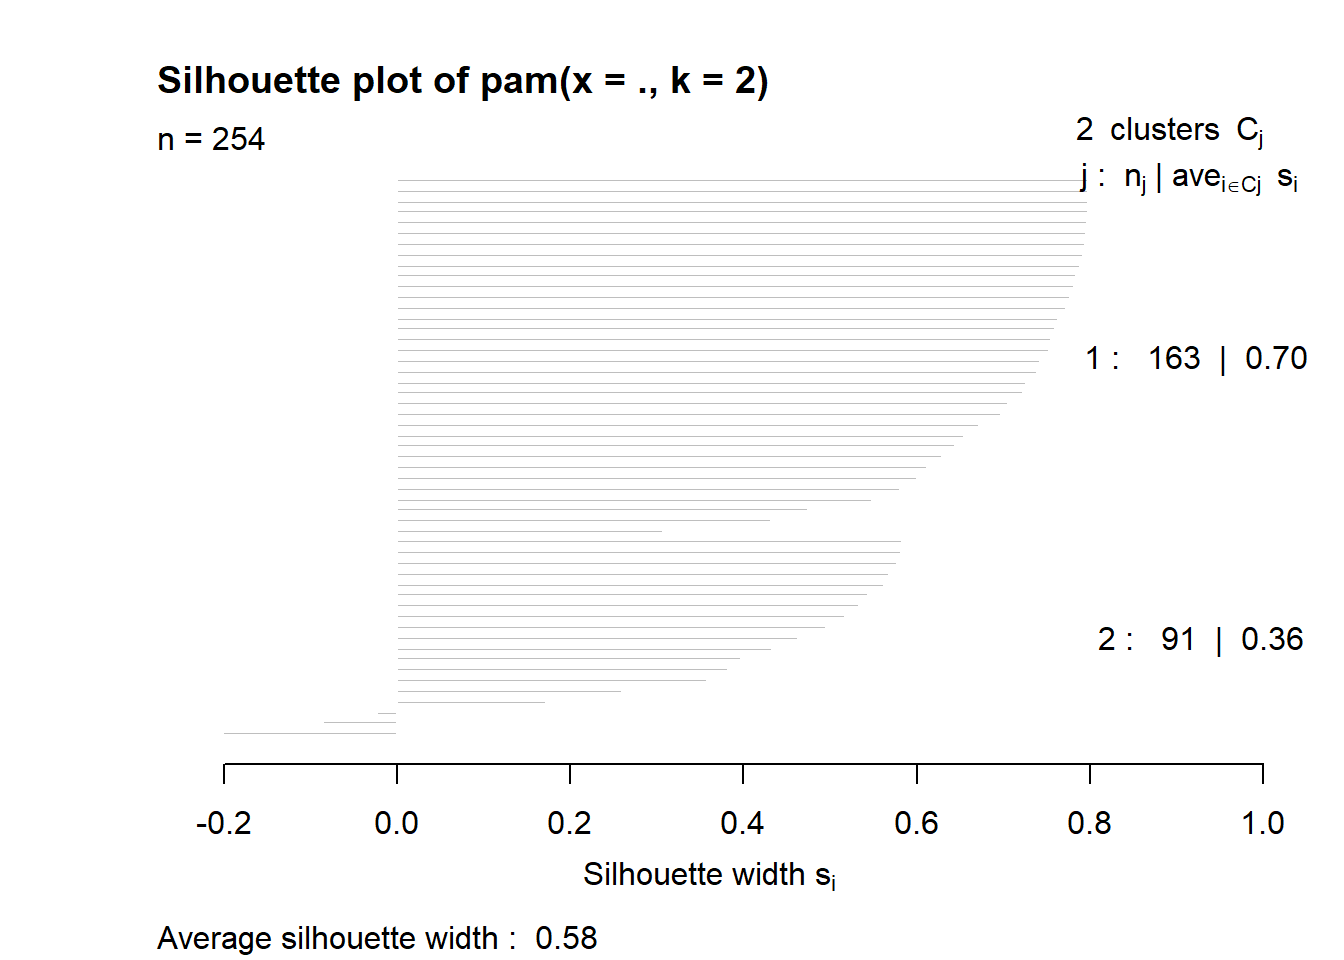 Silhouette plot of pam(x = ., k = 2)
n = 254
2 clusters Cj
j : nj | avei∈Cj si
1 : 163 | 0.70
2 : 91 | 0.36
-0.2 0.0 0.2 0.4 0.6 0.8 1.0
Silhouette width si
Average silhouette width : 0.58